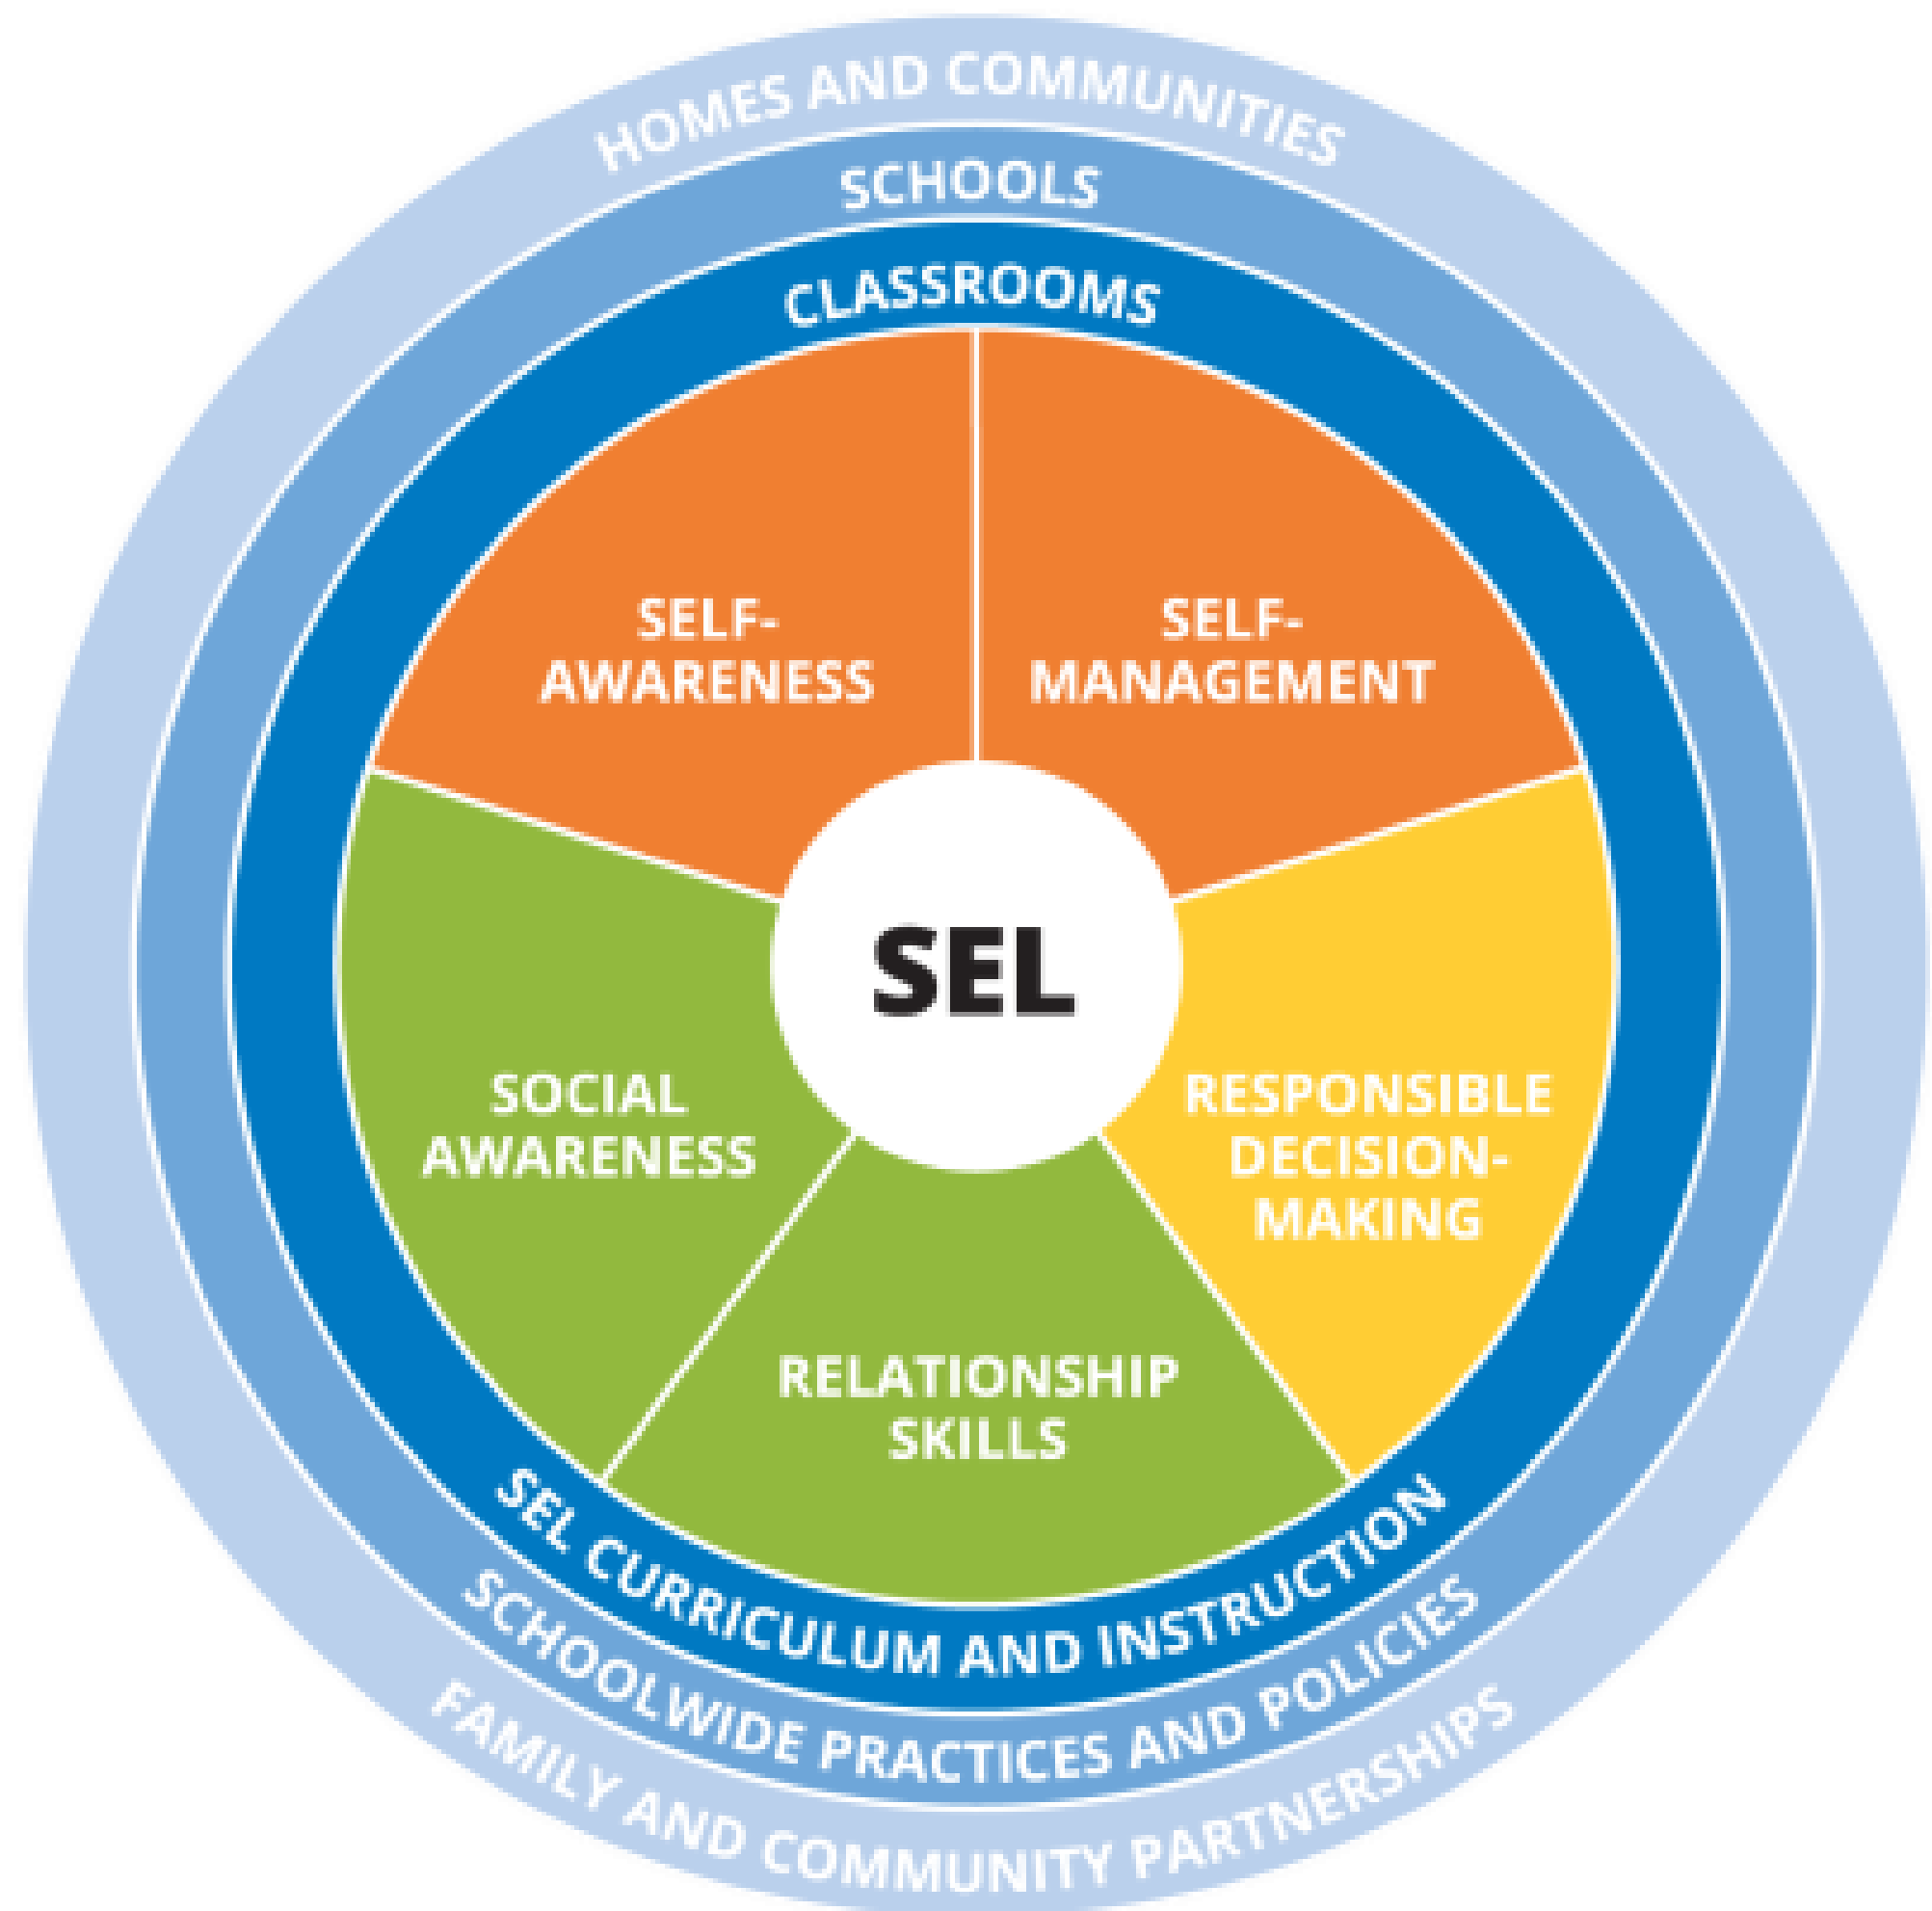 HOMES AND COMMUNITIES
SCHOOLS
CLASSROOMS
SELF-
AWARENESS
SELF-
MANAGEMENT
SEL
SOCIAL
AWARENESS
RESPONSIBLE
DECISION-
MAKING
RELATIONSHIP
SKILLS
SEL CURRICULUM AND INSTRUCTION
SCHOOLWIDE PRACTICES AND POLICIES
FAMILY AND COMMUNITY PARTNERSHIPS